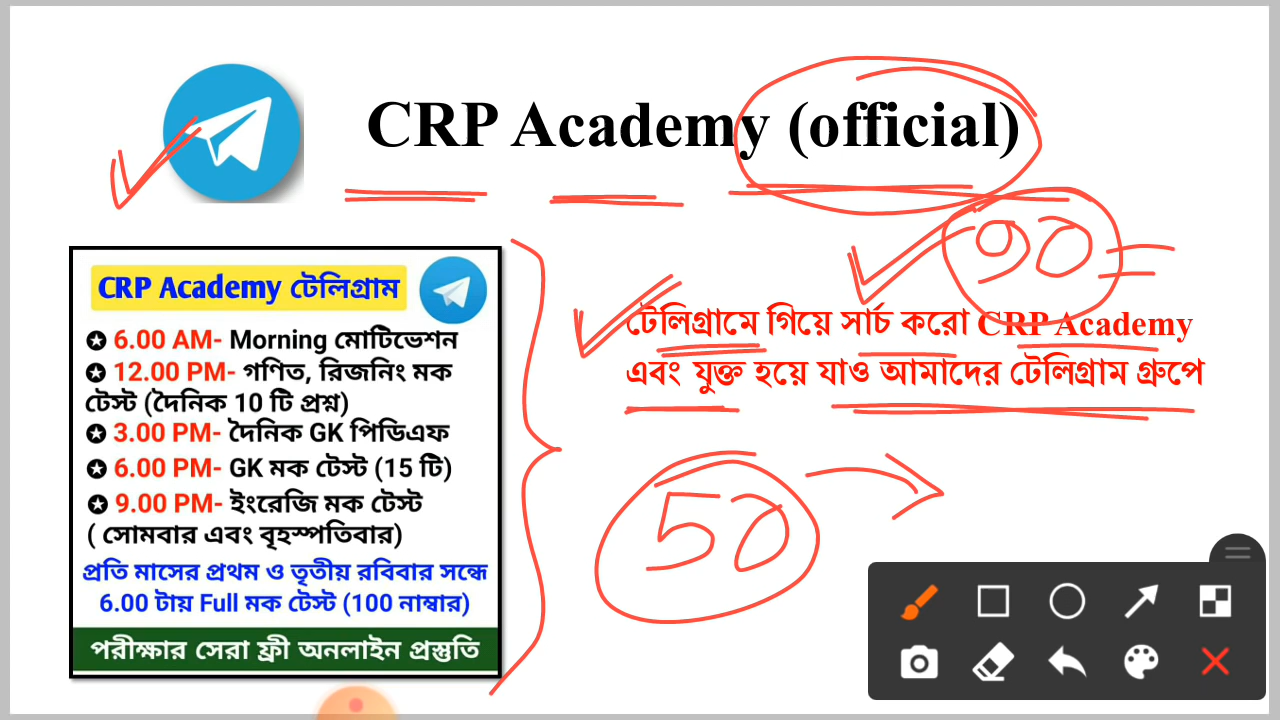 CRP Academy (official)
90
CRP Academy টেলিগ্রাম
6.00 AM- Morning মোটিভেশন
12.00 PM- গণিত, রিজনিং মক
টেস্ট (দৈনিক 10 টি প্রশ্ন)
3.00 PM- দৈনিক GK পিডিএফ
6.00 PM- GK মক টেস্ট (15 টি)
9.00 PM- ইংরেজি মক টেস্ট
( সোমবার এবং বৃহস্পতিবার)
প্রতি মাসের প্রথম ও তৃতীয় রবিবার সন্ধে
6.00 টায় Full মক টেস্ট (100 নাম্বার)
পরীক্ষার সেরা ফ্রী অনলাইন প্রস্তুতি
টেলিগ্রামে গিয়ে সার্চ করো CRP Academy
এবং যুক্ত হয়ে যাও আমাদের টেলিগ্রাম গ্রুপে
50